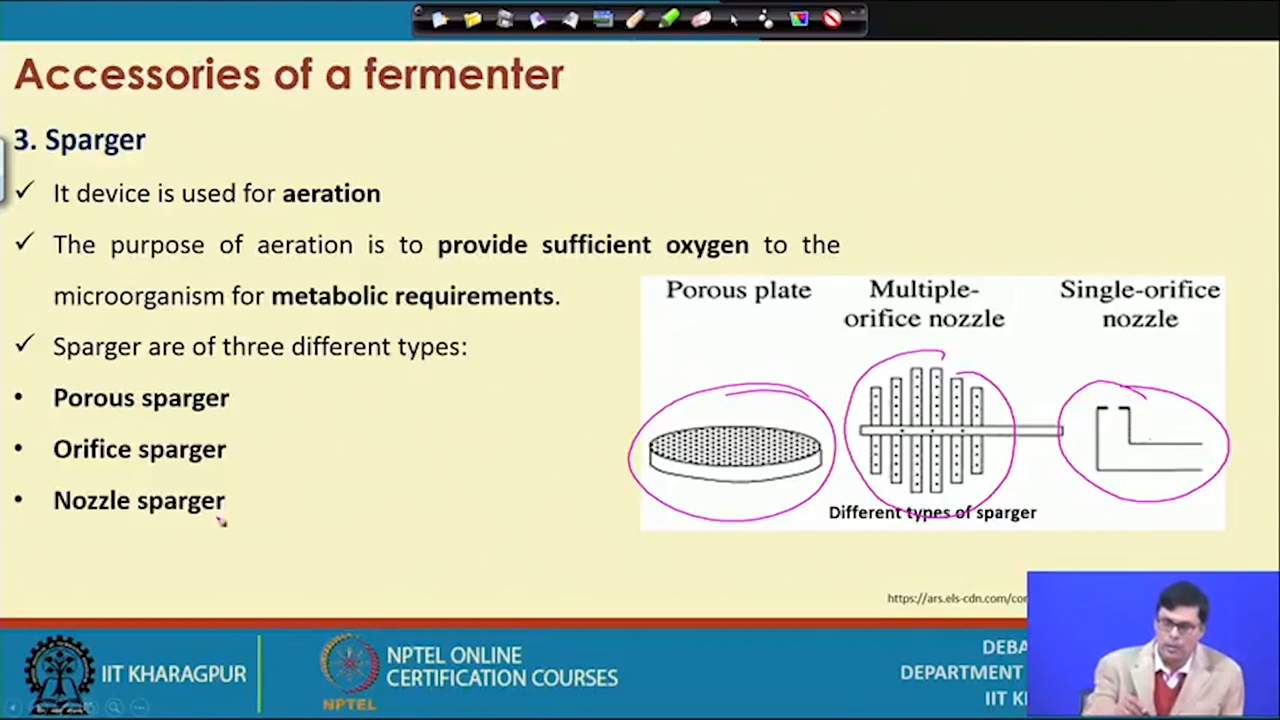 Accessories of a fermenter
3. Sparger
✓ It device is used for aeration
✓ The purpose of aeration is to provide sufficient oxygen to the
microorganism for metabolic requirements.
✓ Sparger are of three different types:
• Porous sparger
• Orifice sparger
• Nozzle sparger
Porous plate
Multiple-
orifice nozzle
Single-orifice
nozzle
Different types of sparger
https://ars.els-cdn.com/con
IIT KHARAGPUR
NPTEL
NPTEL ONLINE
CERTIFICATION COURSES
DEBA
DEPARTMENT
IIT K